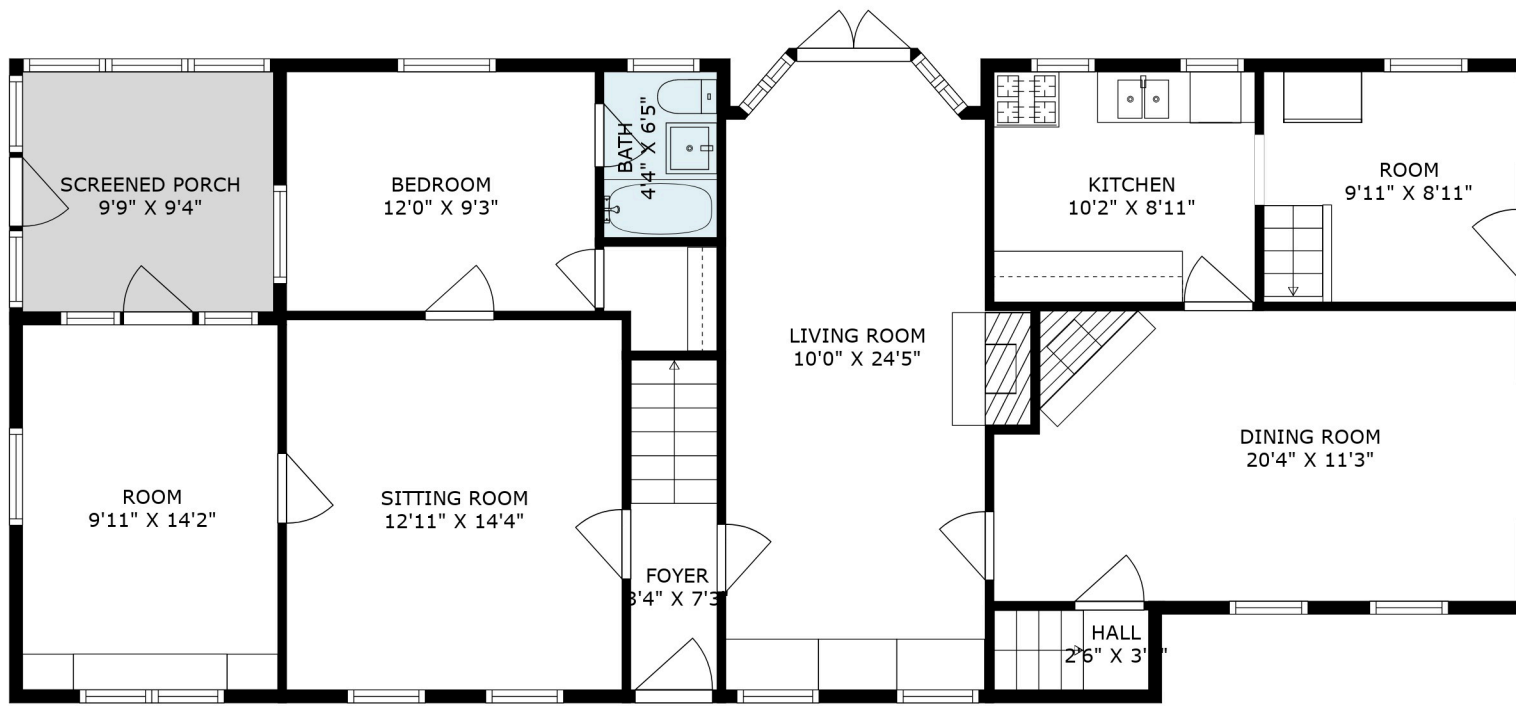 SCREENED PORCH
9'9" X 9'4"
BEDROOM
12'0" X 9'3"
BATH
4'4" X 6'5"
KITCHEN
10'2" X 8'11"
ROOM
9'11" X 8'11"
LIVING ROOM
10'0" X 24'5"
DINING ROOM
20'4" X 11'3"
ROOM
9'11" X 14'2"
SITTING ROOM
12'11" X 14'4"
FOYER
3'4" X 7'3"
HALL
2'6" X